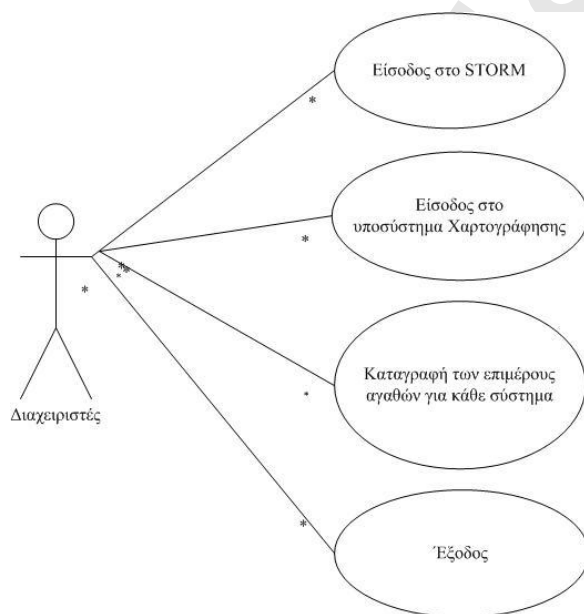 Είσοδος στο STORM
*
Είσοδος στο
υποσύστημα Χαρτογράφησης
*
*
*
*
*
Καταγραφή των επιμέρους
αγαθών για κάθε σύστημα
*
Διαχειριστές
*
Έξοδος